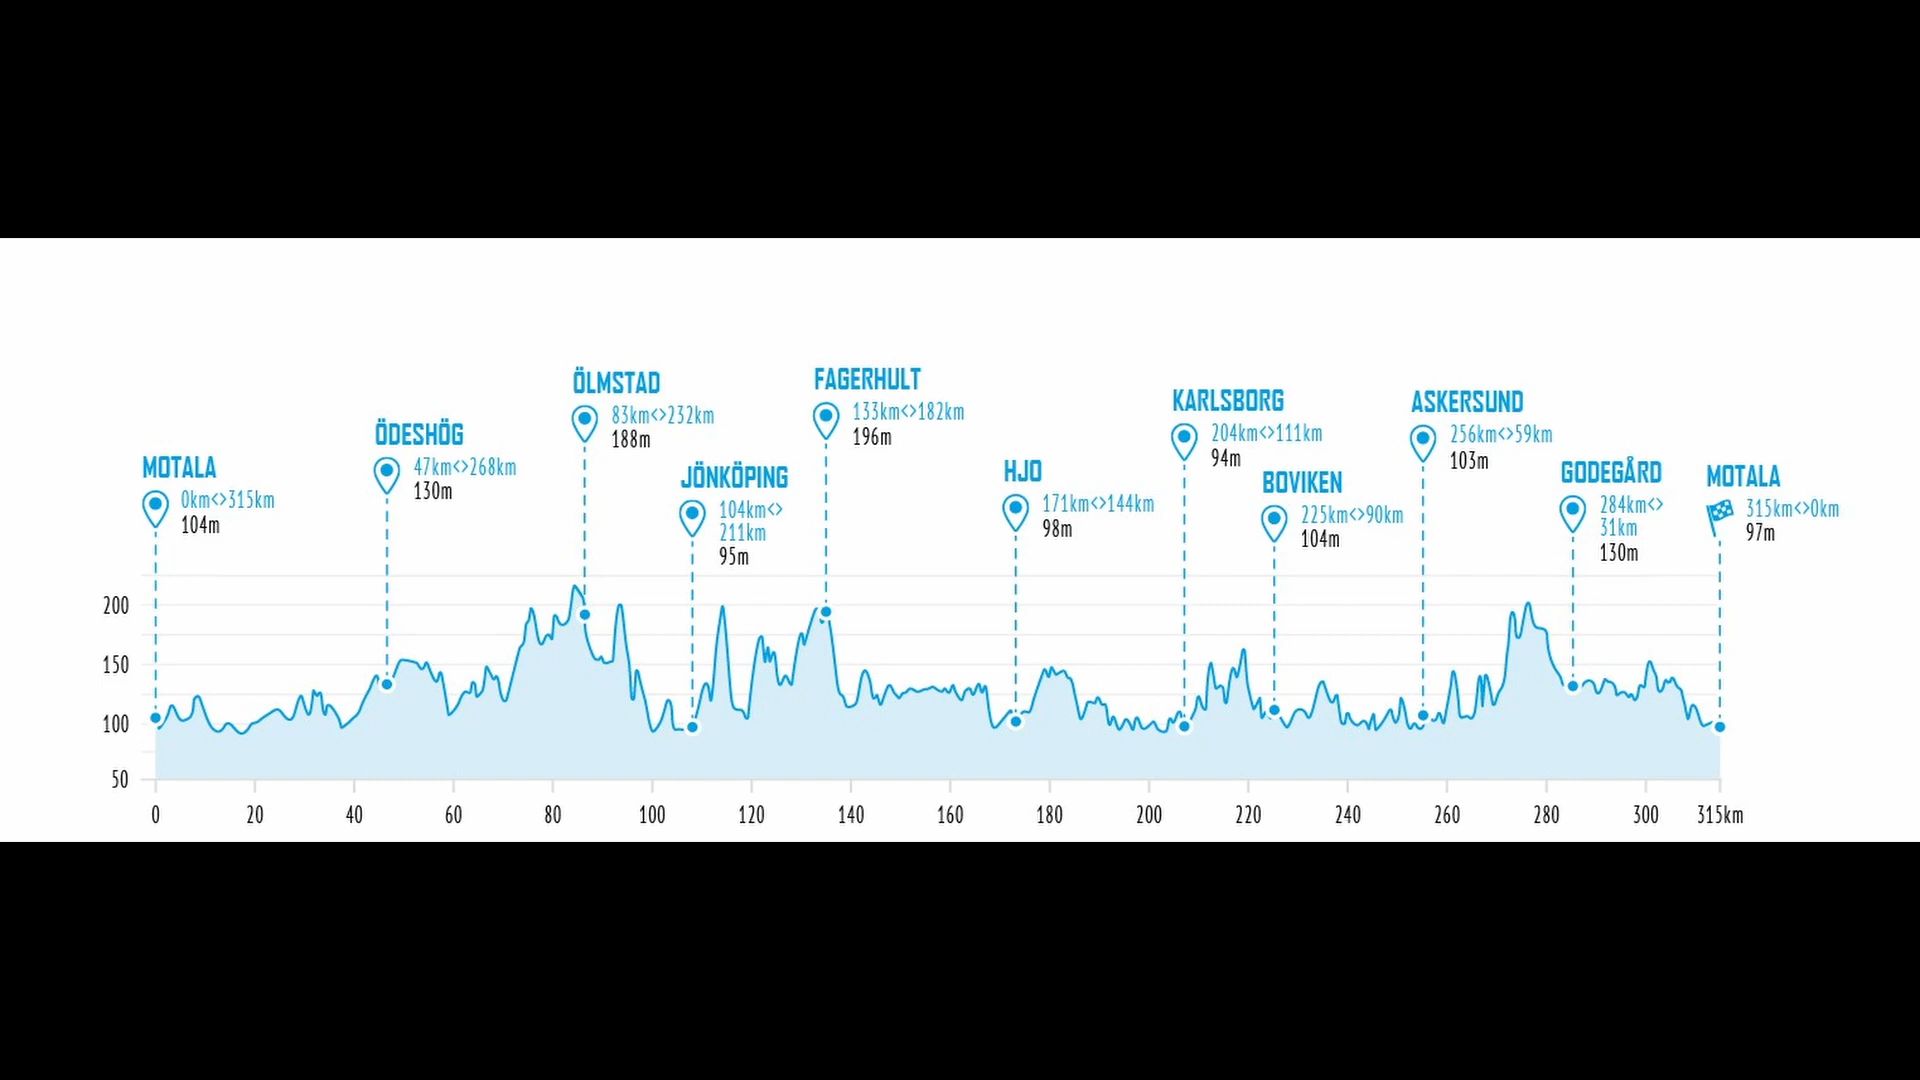 MOTALA
0km<>315km
104m
ÖDESHÖG
47km<>268km
130m
ÖLMSTAD
83km<>232km
188m
JÖNKÖPING
104km<>
211km
95m
FAGERHULT
133km<>182km
196m
HJO
171km<>144km
98m
KARLSBORG
204km<>111km
94m
BOVIKEN
225km<>90km
104m
ASKERSUND
256km<>59km
103m
GODEGÅRD
284km<>
31km
130m
MOTALA
315km<>0km
97m
200
150
100
50
0 20 40 60 80 100 120 140 160 180 200 220 240 260 280 300 315km